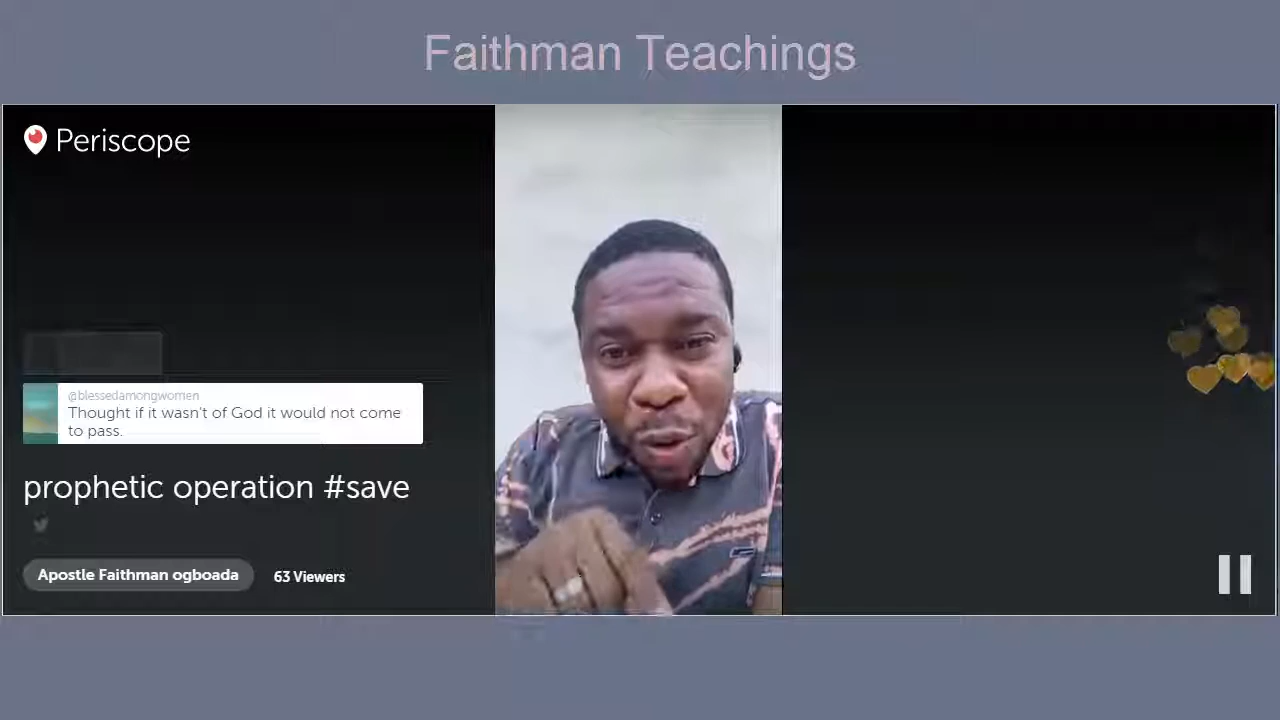 Faithman Teachings
Periscope
@blessedamongwomen
Thought if it wasn't of God it would not come
to pass.
prophetic operation #save
Apostle Faithman ogboada
63 Viewers